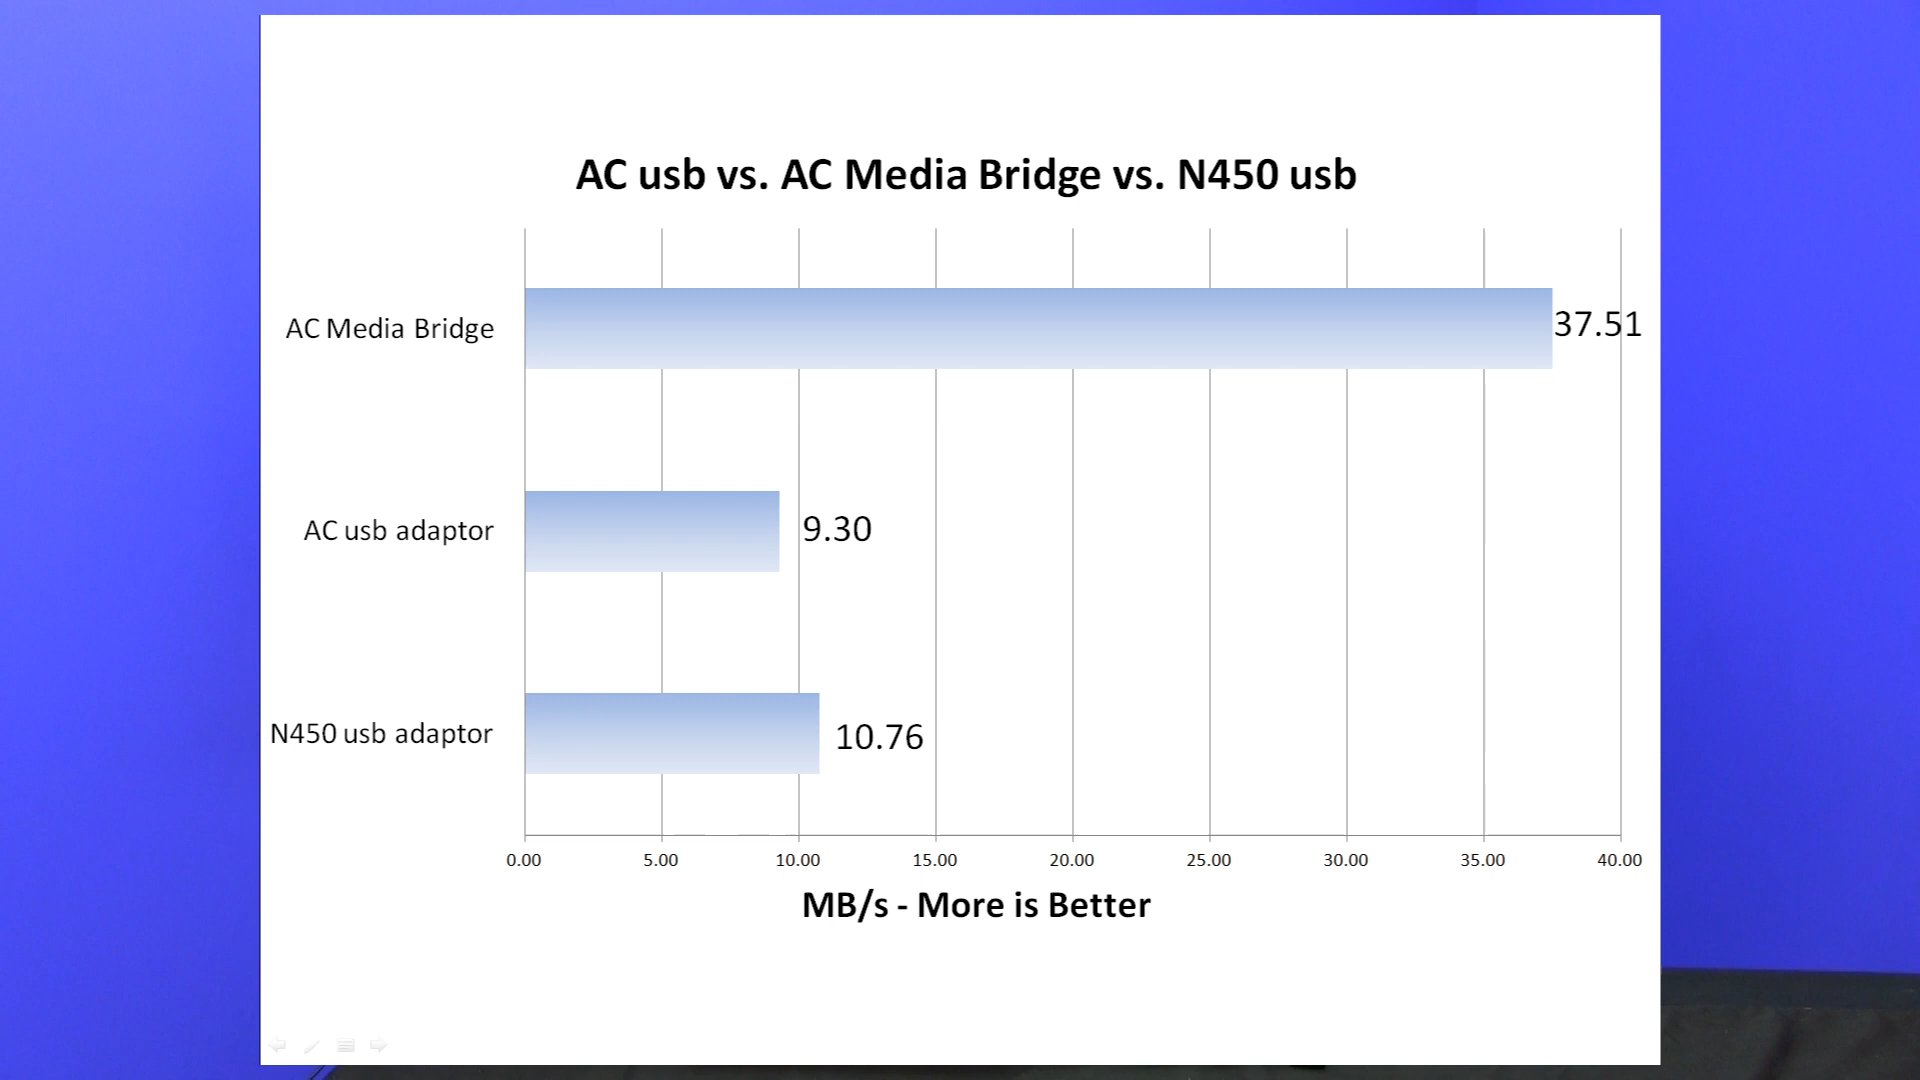 AC usb vs. AC Media Bridge vs. N450 usb
AC Media Bridge
37.51
AC usb adaptor
9.30
N450 usb adaptor
10.76
0.00 5.00 10.00 15.00 20.00 25.00 30.00 35.00 40.00
MB/s - More is Better